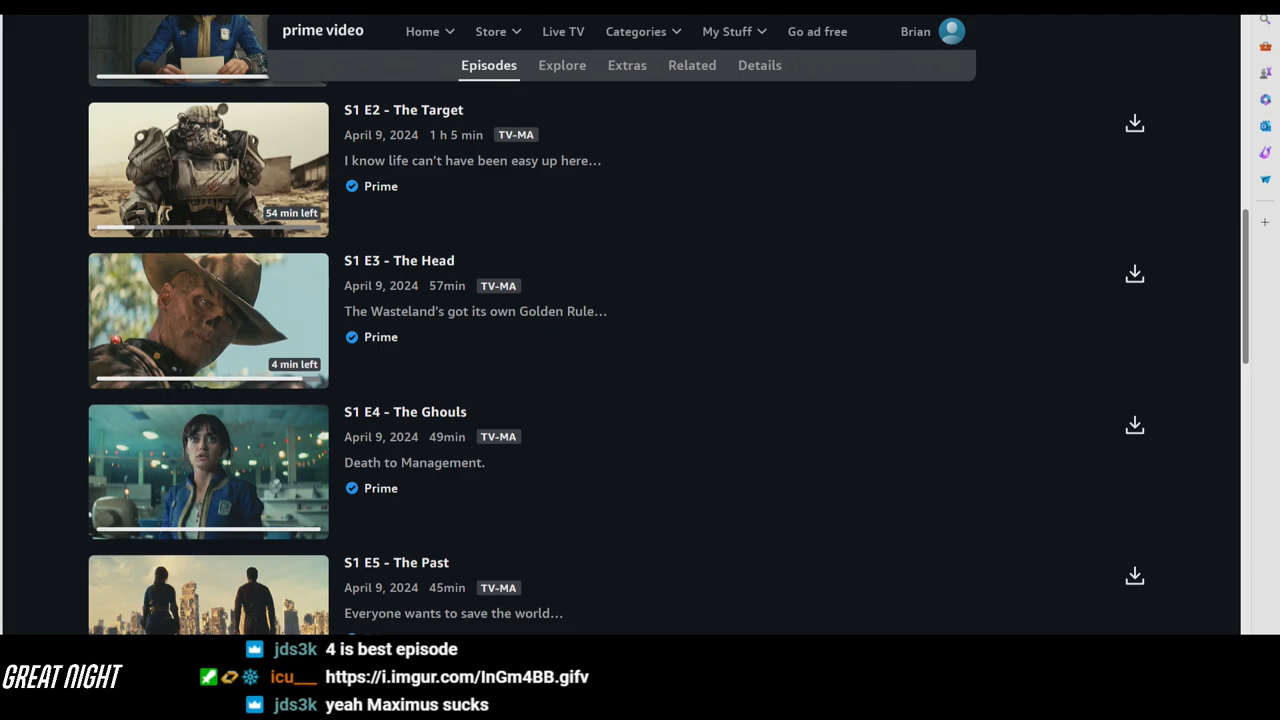 prime video
Home Store Live TV Categories My Stuff Go ad free Brian
Episodes Explore Extras Related Details
S1 E2 - The Target
April 9, 2024 1 h 5 min TV-MA
I know life can’t have been easy up here…
Prime
54 min left
S1 E3 - The Head
April 9, 2024 57min TV-MA
The Wasteland’s got its own Golden Rule…
Prime
4 min left
S1 E4 - The Ghouls
April 9, 2024 49min TV-MA
Death to Management.
Prime
S1 E5 - The Past
April 9, 2024 45min TV-MA
Everyone wants to save the world…
GREAT NIGHT
jds3k 4 is best episode
icu___ https://i.imgur.com/InGm4BB.gifv
jds3k yeah Maximus sucks